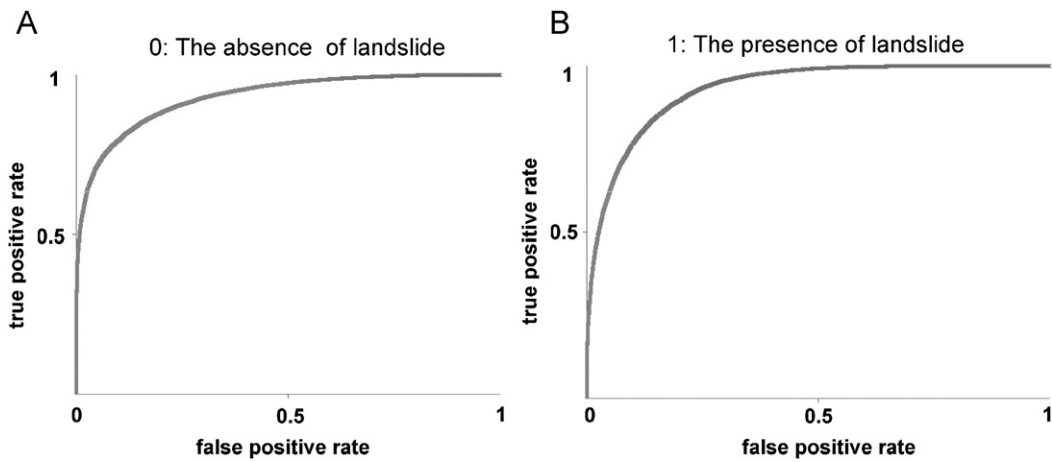 A
0: The absence of landslide
1
true positive rate
0.5
0
0.5
1
false positive rate
B
1: The presence of landslide
1
true positive rate
0.5
0
0.5
1
false positive rate